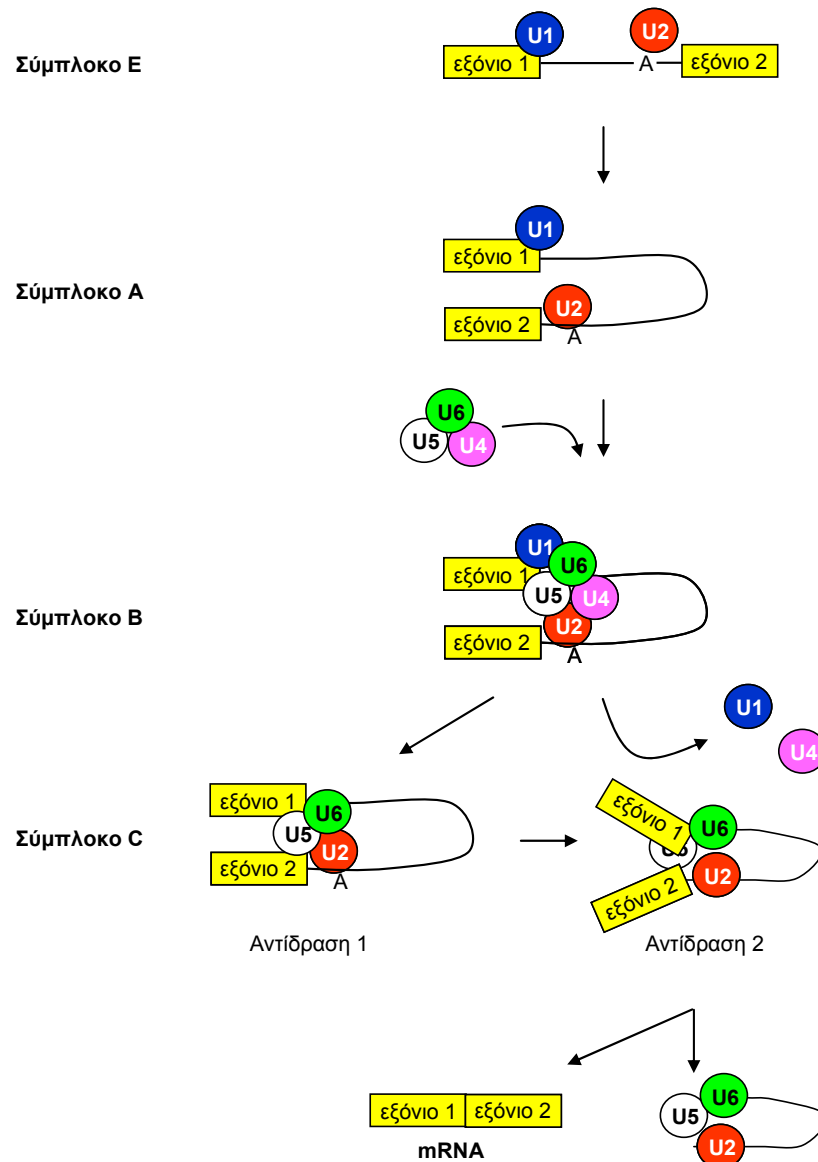 U1 U2
Σύμπλοκο Ε εξόνιο 1 A εξόνιο 2
U1
εξόνιο 1
Σύμπλοκο Α
U2
εξόνιο 2
A
U6
U5 U4
U1 U6
εξόνιο 1
U5 U4
Σύμπλοκο Β
U2
εξόνιο 2
A
U1
U4
εξόνιο 1 U6
Σύμπλοκο C U5
εξόνιο 2 U2
A
εξόνιο 1 U6
U5
εξόνιο 2 U2
Αντίδραση 1 Αντίδραση 2
εξόνιο 1 εξόνιο 2
mRNA
U6
U5
U2